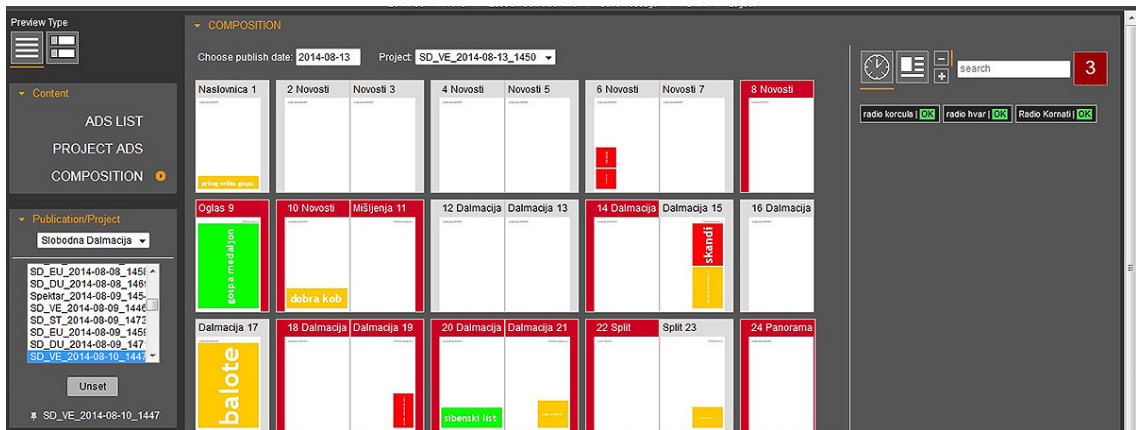 Preview Type
Content
ADS LIST
PROJECT ADS
COMPOSITION
Publication/Project
Slobodna Dalmacija
SD_EU_2014-08-08_1458
SD_DU_2014-08-08_146
Spektar_2014-08-09_145
SD_VE_2014-08-09_1446
SD_ST_2014-08-09_1473
SD_EU_2014-08-09_1459
SD_DU_2014-08-09_147
SD_VE_2014-08-10_1447
Unset
SD_VE_2014-08-10_1447
COMPOSITION
Choose publish date: 2014-08-13 Project: SD_VE_2014-08-13_1450
Naslovnica 1 2 Novosti Novosti 3 4 Novosti Novosti 5 6 Novosti Novosti 7 8 Novosti
prilog velika gospa
Oglas 9 10 Novosti Mišljenja 11 12 Dalmacija Dalmacija 13 14 Dalmacija Dalmacija 15 16 Dalmacija
gospa medaljon
dobra kob
skandi
Dalmacija 17 18 Dalmacija Dalmacija 19 20 Dalmacija Dalmacija 21 22 Split Split 23 24 Panorama
balote
sibenski list
search
3
radio korcula | OK radio hvar | OK Radio Kornati | OK